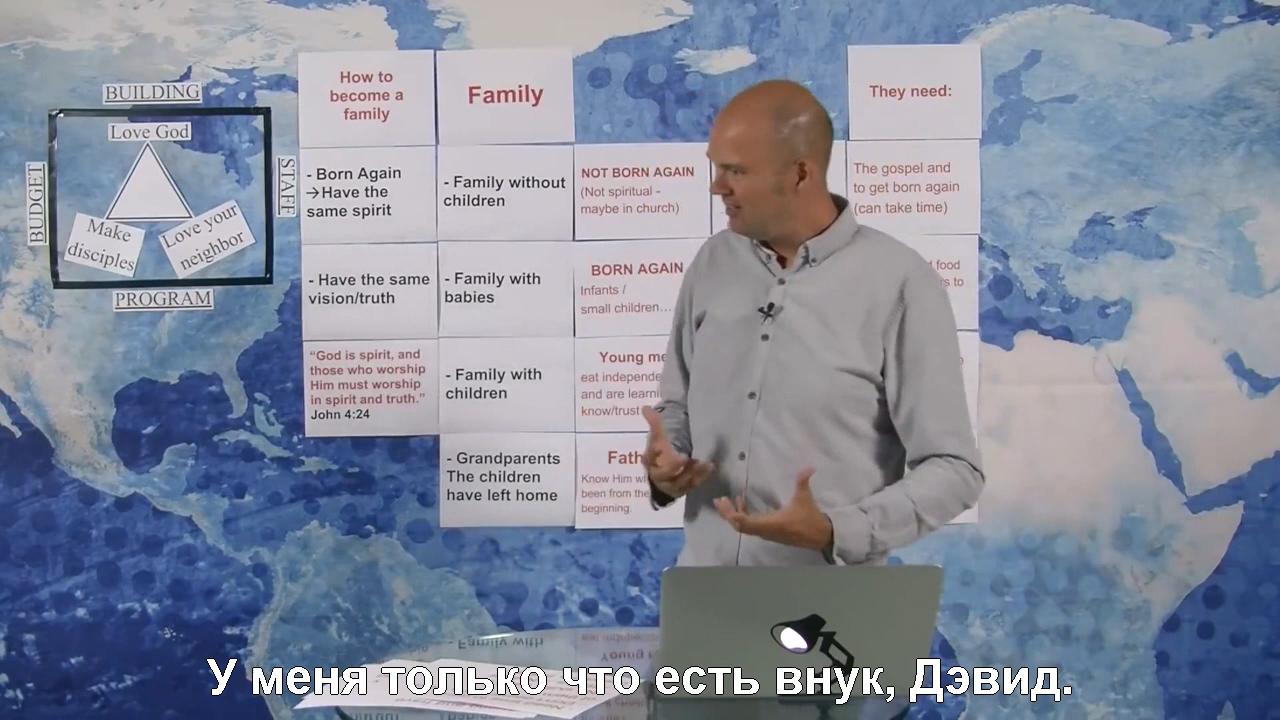 BUILDING
Love God
BUDGET
STAFF
Make
disciples
Love your
neighbor
PROGRAM
How to
become a
family
Family
They need:
- Born Again
→Have the
same spirit
- Family without
children
NOT BORN AGAIN
(Not spiritual -
maybe in church)
The gospel and
to get born again
(can take time)
- Have the same
vision/truth
- Family with
babies
BORN AGAIN
Infants /
small children…
food
to
“God is spirit, and
those who worship
Him must worship
in spirit and truth.”
John 4:24
- Family with
children
Young
eat
and are
know/trust
- Grandparents
The children
have left home
Know Him
been from the
beginning.
Family with
У меня только что есть внук, Дэвид.